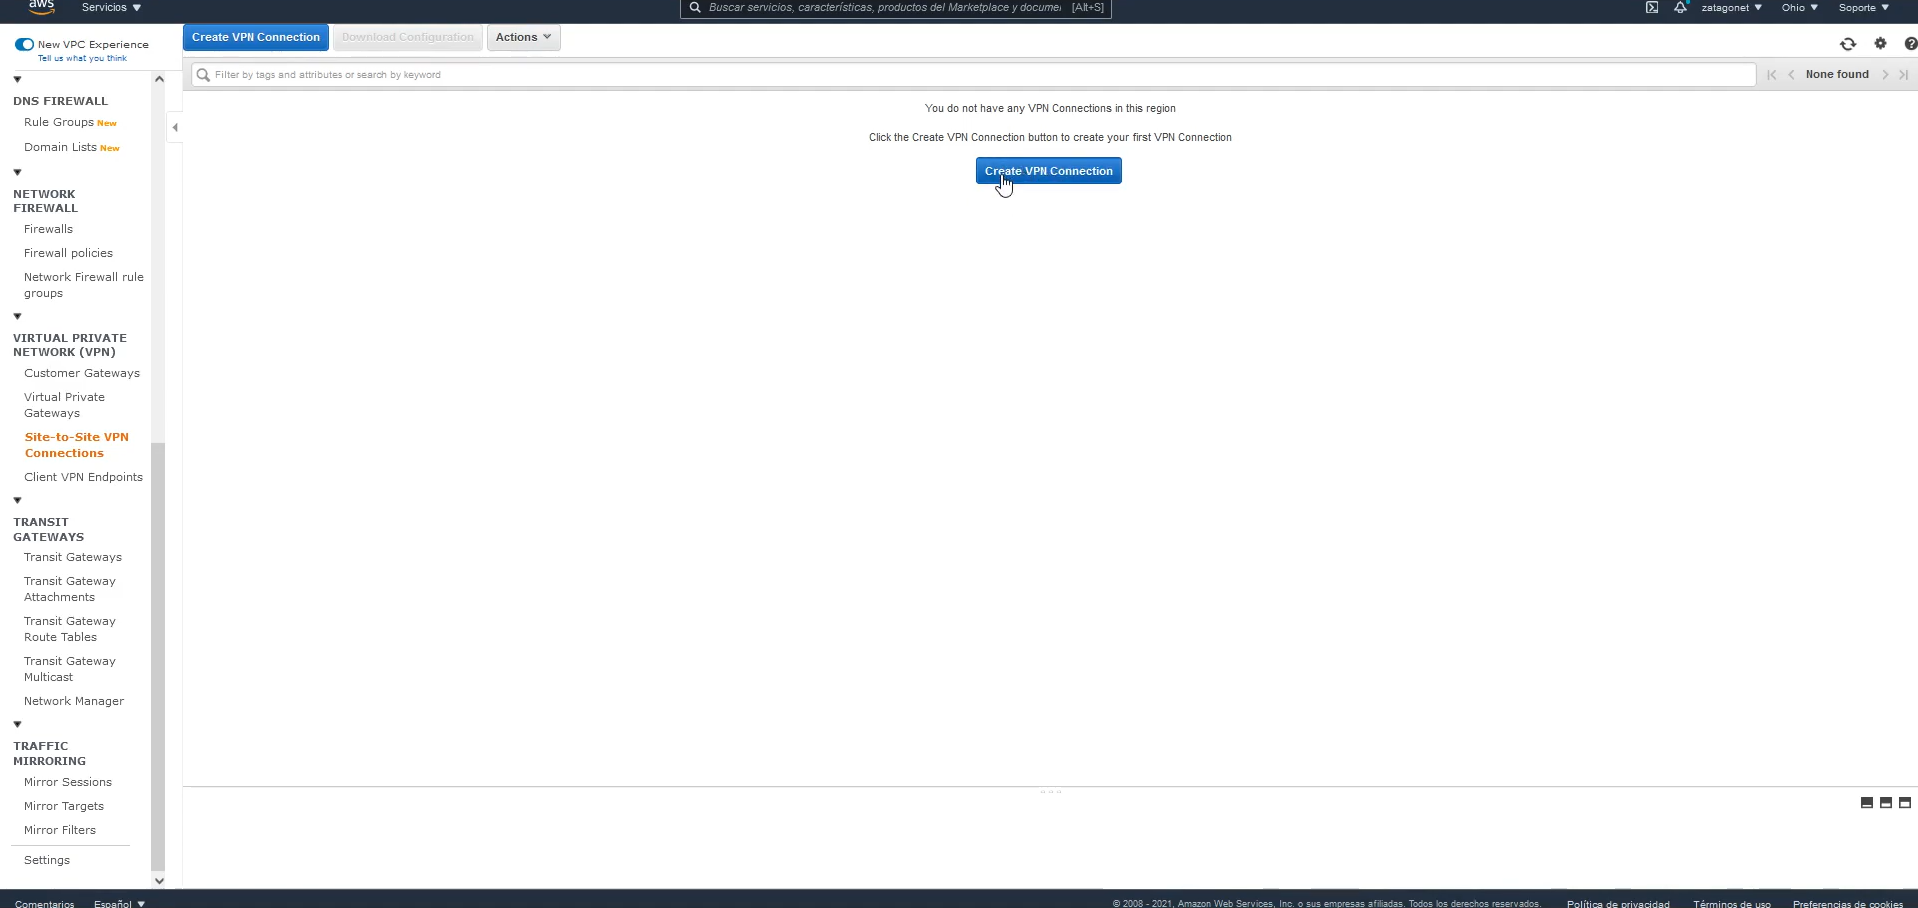 aws
Servicios
Buscar servicios, características, productos del Marketplace y documei [Alt+S]
zatagonet
Ohio
Soporte
New VPC Experience
Tell us what you think
Create VPN Connection
Download Configuration
Actions
Filter by tags and attributes or search by keyword
None found
You do not have any VPN Connections in this region
Click the Create VPN Connection button to create your first VPN Connection
Create VPN Connection
DNS FIREWALL
Rule Groups New
Domain Lists New
NETWORK
FIREWALL
Firewalls
Firewall policies
Network Firewall rule
groups
VIRTUAL PRIVATE
NETWORK (VPN)
Customer Gateways
Virtual Private
Gateways
Site-to-Site VPN
Connections
Client VPN Endpoints
TRANSIT
GATEWAYS
Transit Gateways
Transit Gateway
Attachments
Transit Gateway
Route Tables
Transit Gateway
Multicast
Network Manager
TRAFFIC
MIRRORING
Mirror Sessions
Mirror Targets
Mirror Filters
Settings
Comentarios
Español
© 2008 - 2021, Amazon Web Services, Inc. o sus empresas afiliadas. Todos los derechos reservados.
Política de privacidad
Términos de uso
Preferencias de cookies